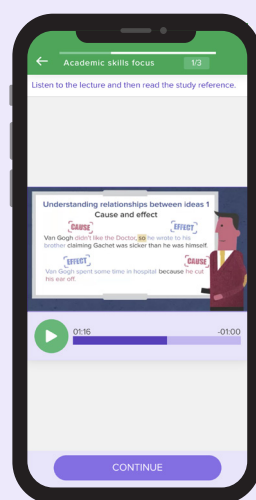 Academic skills focus 1/3
Listen to the lecture and then read the study reference.
Understanding relationships between ideas 1
Cause and effect
CAUSE EFFECT
Van Gogh didn't like the Doctor, so he wrote to his
brother claiming Gachet was sicker than he was himself.
EFFECT CAUSE
Van Gogh spent some time in hospital because he cut
his ear off.
01:16 -01:00
CONTINUE